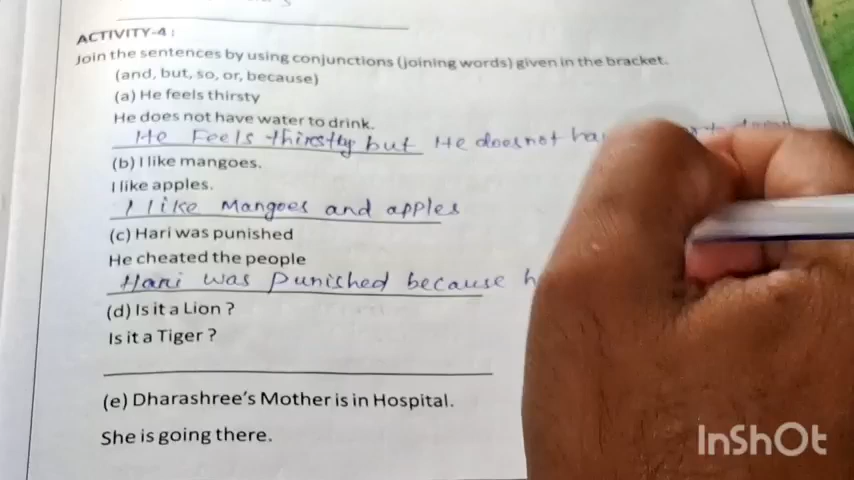 ACTIVITY-4 :
Join the sentences by using conjunctions (joining words) given in the bracket.
(and, but, so, or, because)
(a) He feels thirsty
He does not have water to drink.
He Feels thirstly but He doesnot ha
(b) I like mangoes.
I like apples.
I like Mangoes and apples
(c) Hari was punished
He cheated the people
Hari was Punished because h
(d) Is it a Lion ?
Is it a Tiger ?
(e) Dharashree's Mother is in Hospital.
She is going there.
InShOt